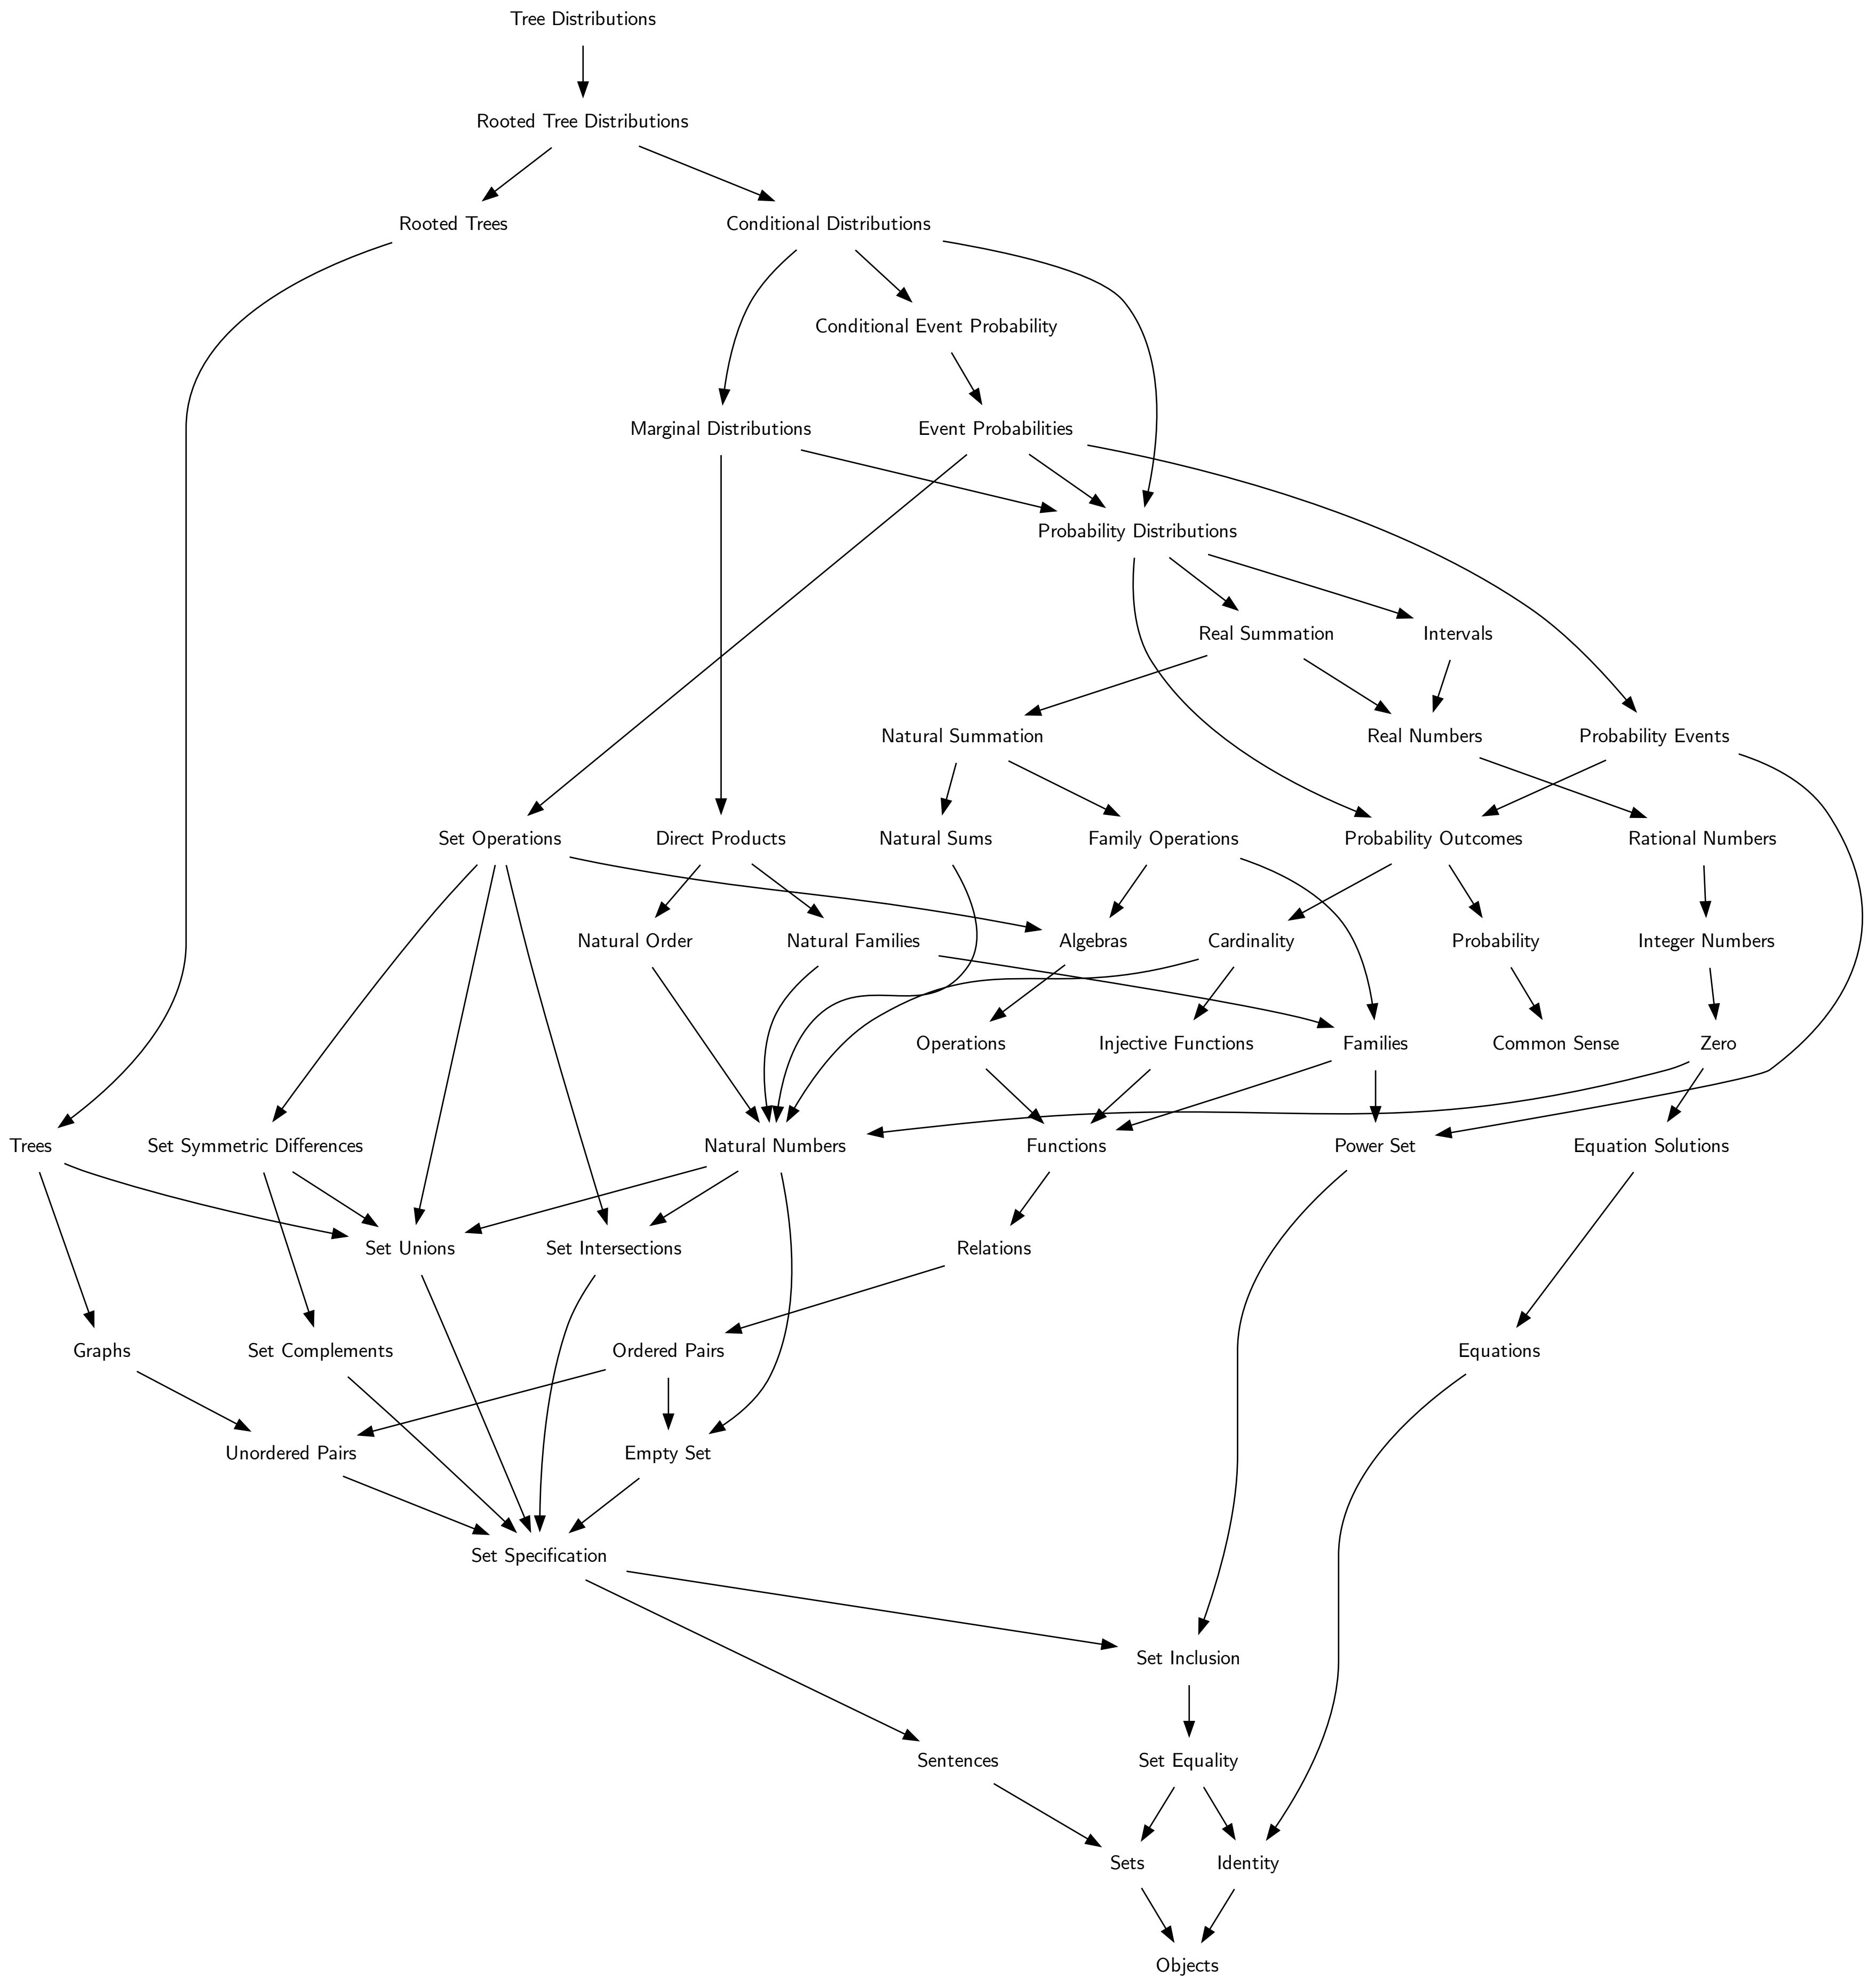 Tree Distributions
Rooted Tree Distributions
Rooted Trees
Conditional Distributions
Conditional Event Probability
Marginal Distributions
Event Probabilities
Probability Distributions
Real Summation
Intervals
Natural Summation
Real Numbers
Probability Events
Set Operations
Direct Products
Natural Sums
Family Operations
Probability Outcomes
Rational Numbers
Natural Order
Natural Families
Algebras
Cardinality
Probability
Integer Numbers
Operations
Injective Functions
Families
Common Sense
Zero
Trees
Set Symmetric Differences
Natural Numbers
Functions
Power Set
Equation Solutions
Set Unions
Set Intersections
Relations
Graphs
Set Complements
Ordered Pairs
Equations
Unordered Pairs
Empty Set
Set Specification
Set Inclusion
Sentences
Set Equality
Sets
Identity
Objects